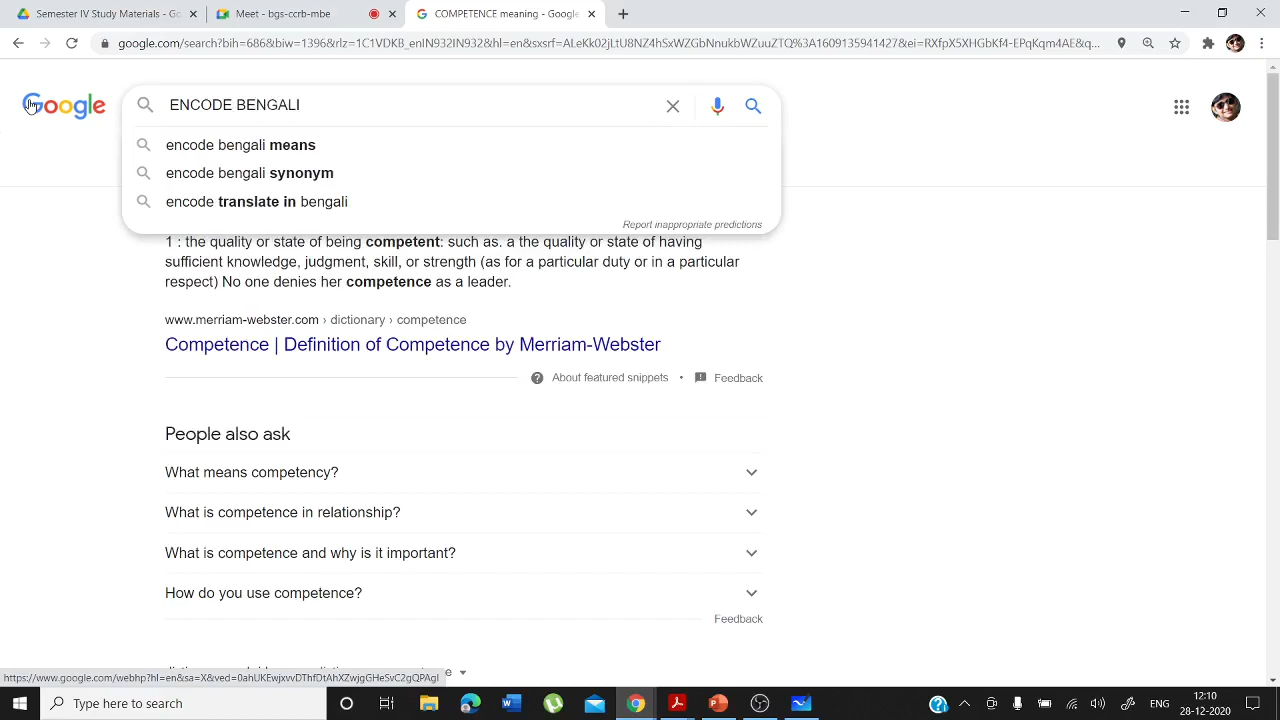 Semester IV Study Materials - Go
Meet - bgs-crrb-mbe
COMPETENCE meaning - Google
google.com/search?bih=686&biw=1396&rlz=1C1VDKB_enIN932IN932&hl=en&sxsrf=ALeKk02jLtU8NZ4HsxWZGbNnukbWZuuZTQ%3A1609135941427&ei=RXfpX5XHGbKf4-EPqKqm4AE&q...
Google
ENCODE BENGALI
encode bengali means
encode bengali synonym
encode translate in bengali
Report inappropriate predictions
1 : the quality or state of being competent: such as. a the quality or state of having
sufficient knowledge, judgment, skill, or strength (as for a particular duty or in a particular
respect) No one denies her competence as a leader.
www.merriam-webster.com › dictionary › competence
Competence | Definition of Competence by Merriam-Webster
About featured snippets • Feedback
People also ask
What means competency?
What is competence in relationship?
What is competence and why is it important?
How do you use competence?
Feedback
https://www.google.com/webhp?hl=en&sa=X&ved=0ahUKEwjxvvDThfDtAhXZwjgGHeSvC2gQPAgI
Type here to search
ENG
12:10
28-12-2020